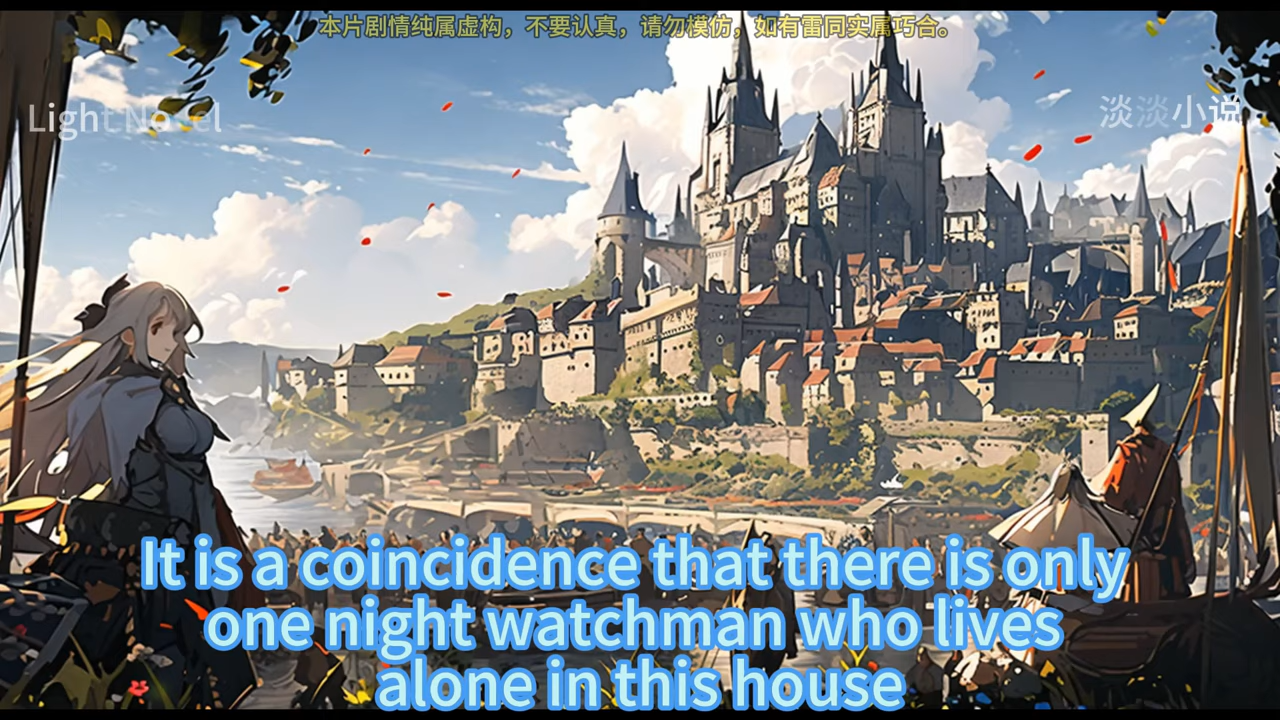 本片剧情纯属虚构，不要认真，请勿模仿，如有雷同实属巧合。
Light Novel
淡淡小说
It is a coincidence that there is only
one night watchman who lives
alone in this house